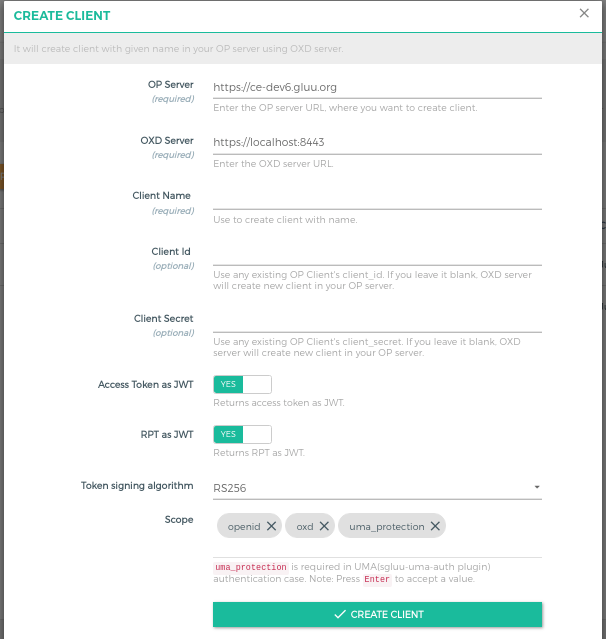 CREATE CLIENT
It will create client with given name in your OP server using OXD server.
OP Server
(required)
https://ce-dev6.gluu.org
Enter the OP server URL, where you want to create client.
OXD Server
(required)
https://localhost:8443
Enter the OXD server URL.
Client Name
(required)
Use to create client with name.
Client Id
(optional)
Use any existing OP Client's client_id. If you leave it blank, OXD server
will create new client in your OP server.
Client Secret
(optional)
Use any existing OP Client's client_secret. If you leave it blank. OXD
server will create new client in your OP server.
Access Token as JWT
YES
Returns access token as JWT.
RPT as JWT
YES
Returns RPT as JWT.
Token signing algorithm
RS256
Scope
openid oxd uma_protection
uma_protection is required in UMA(sgluu-uma-auth plugin)
authentication case. Note: Press Enter to accept a value.
CREATE CLIENT